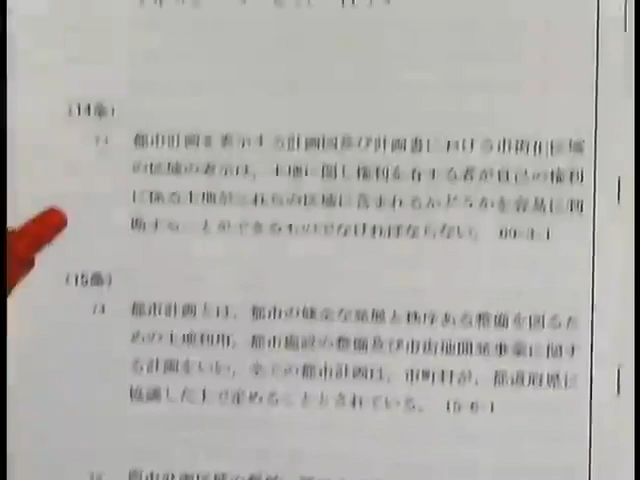 (14条)
都市計画を表示する計画図及び計画書における市街化区域
の区域の表示は、土地に関し権利を有する者が自己の権利
に係る土地がこれらの区域に含まれるかどうかを容易に判
断することができるものでなければならない。
(15条)
都市計画とは、都市の健全な発展と秩序ある整備を図るた
めの土地利用、都市施設の整備及び市街地開発事業に関す
る計画をいい、全ての都市計画は、市町村が、都道府県に
協議した上で定めることとされている。 15-6-1